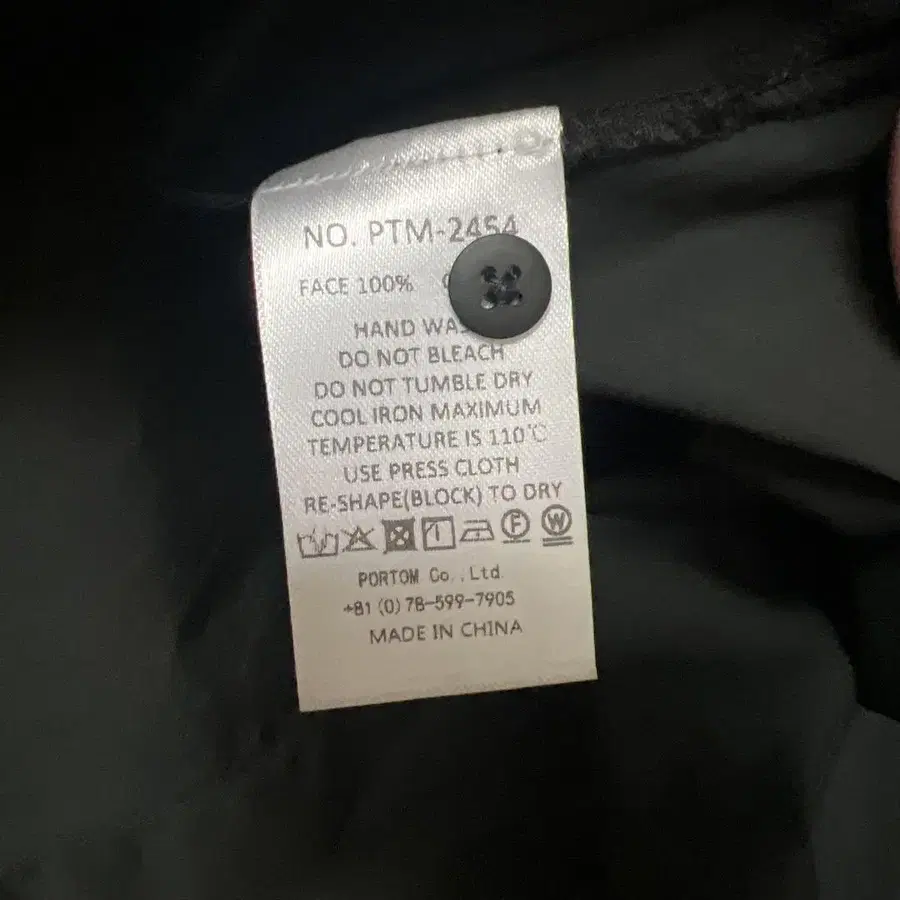 NO. PTM-2454
FACE 100%
HAND
DO NOT BLEACH
DO NOT TUMBLE DRY
COOL IRON MAXIMUM
TEMPERATURE IS 110℃
USE PRESS CLOTH
RE-SHAPE(BLOCK) TO DRY
F W
PORTOM Co.,Ltd.
+81(0)78-599-7905
MADE IN CHINA